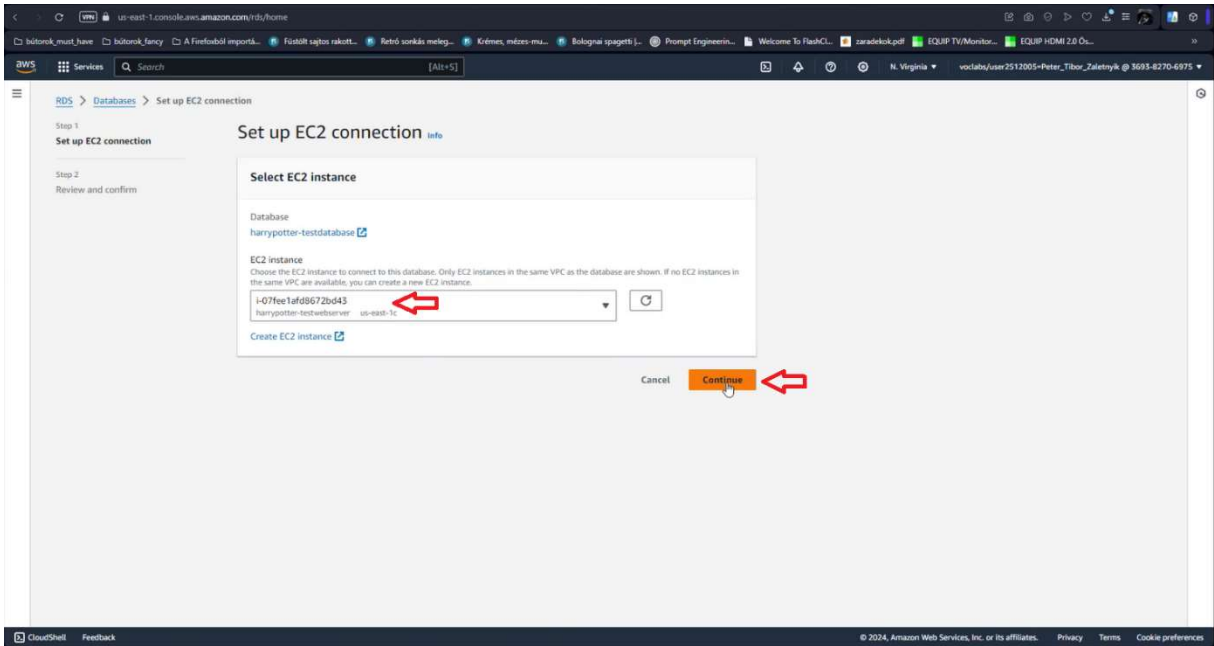 VPN us-east-1.console.aws.amazon.com/rds/home
bútorok_must_have bútorok_fancy A Firefoxból importá... Füstölt sajtos rakott... Retró sonkás meleg... Krémes, mézes-mu... Bolognai spagetti |... Prompt Engineerin... Welcome To FlashCl... zaradekok.pdf EQUIP TV/Monitor... EQUIP HDMI 2.0 Ös... »
aws Services Search [Alt+S] N. Virginia ▼ voclabs/user2512005=Peter_Tibor_Zaletnyik @ 3693-8270-6975 ▼
RDS > Databases > Set up EC2 connection
Step 1
Set up EC2 connection
Step 2
Review and confirm
Set up EC2 connection Info
Select EC2 instance
Database
harrypotter-testdatabase
EC2 instance
Choose the EC2 instance to connect to this database. Only EC2 instances in the same VPC as the database are shown. If no EC2 instances in
the same VPC are available, you can create a new EC2 instance.
i-07fee1afd8672bd43
harrypotter-testwebserver us-east-1c
Create EC2 instance
Cancel Continue
CloudShell Feedback © 2024, Amazon Web Services, Inc. or its affiliates. Privacy Terms Cookie preferences